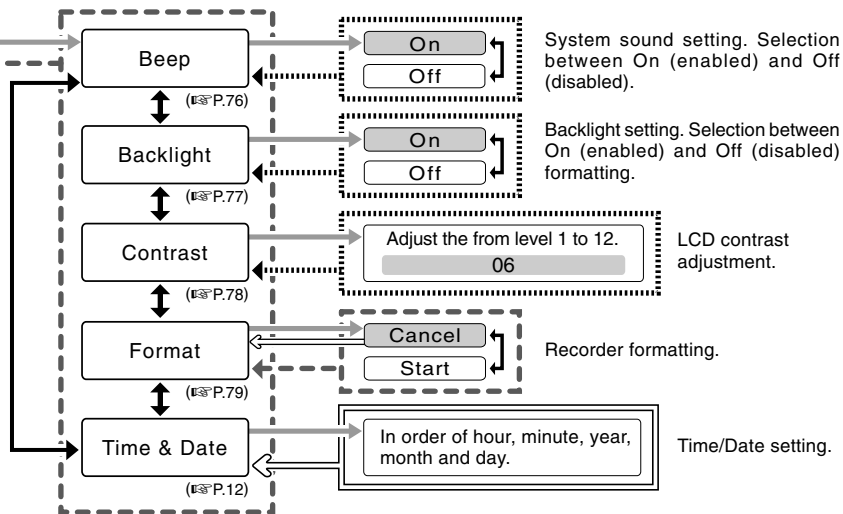 Beep
(☞P.76)
On
Off
System sound setting. Selection
between On (enabled) and Off
(disabled).
Backlight
(☞P.77)
On
Off
Backlight setting. Selection between
On (enabled) and Off (disabled)
formatting.
Contrast
(☞P.78)
Adjust the from level 1 to 12.
06
LCD contrast
adjustment.
Format
(☞P.79)
Cancel
Start
Recorder formatting.
Time & Date
(☞P.12)
In order of hour, minute, year,
month and day.
Time/Date setting.